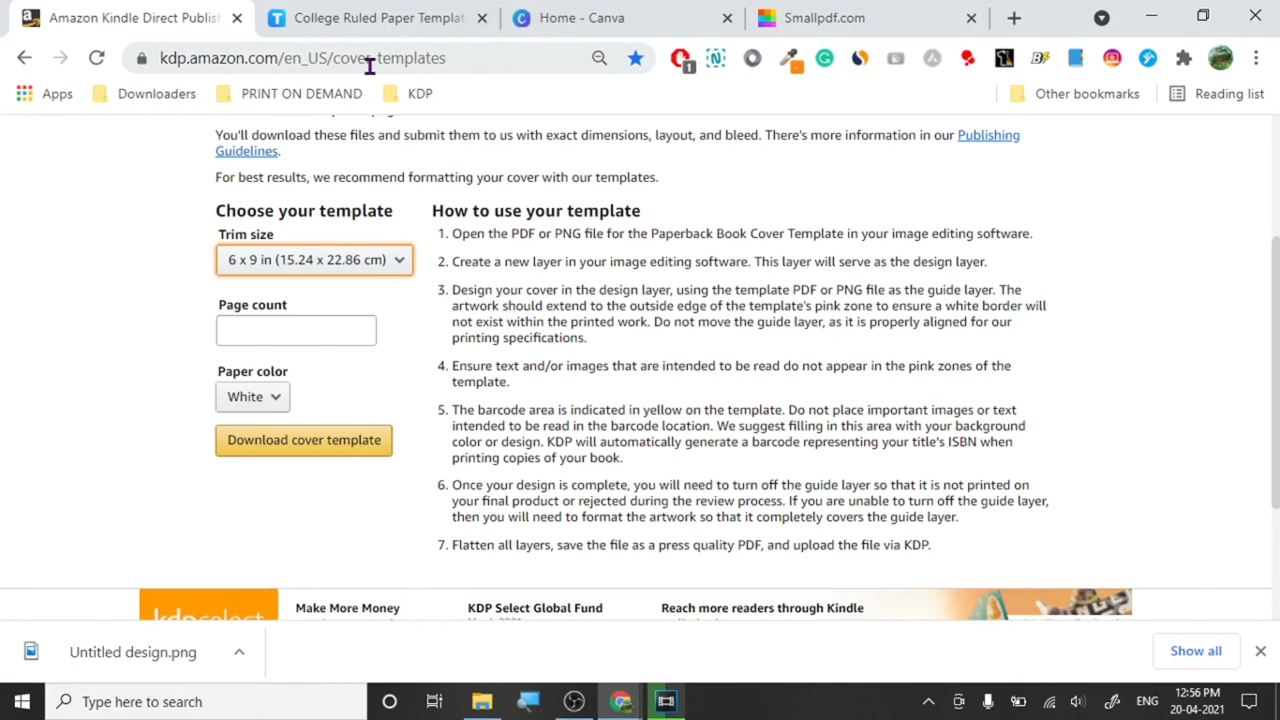 Amazon Kindle Direct Publish
College Ruled Paper Templat
Home - Canva
Smallpdf.com
kdp.amazon.com/en_US/cover-templates
1
Apps
Downloaders
PRINT ON DEMAND
KDP
Other bookmarks
Reading list
You'll download these files and submit them to us with exact dimensions, layout, and bleed. There's more information in our Publishing
Guidelines.
For best results, we recommend formatting your cover with our templates.
Choose your template
Trim size
6 x 9 in (15.24 x 22.86 cm)
Page count
Paper color
White
Download cover template
How to use your template
1. Open the PDF or PNG file for the Paperback Book Cover Template in your image editing software.
2. Create a new layer in your image editing software. This layer will serve as the design layer.
3. Design your cover in the design layer, using the template PDF or PNG file as the guide layer. The
artwork should extend to the outside edge of the template's pink zone to ensure a white border will
not exist within the printed work. Do not move the guide layer, as it is properly aligned for our
printing specifications.
4. Ensure text and/or images that are intended to be read do not appear in the pink zones of the
template.
5. The barcode area is indicated in yellow on the template. Do not place important images or text
intended to be read in the barcode location. We suggest filling in this area with your background
color or design. KDP will automatically generate a barcode representing your title's ISBN when
printing copies of your book.
6. Once your design is complete, you will need to turn off the guide layer so that it is not printed on
your final product or rejected during the review process. If you are unable to turn off the guide layer,
then you will need to format the artwork so that it completely covers the guide layer.
7. Flatten all layers, save the file as a press quality PDF, and upload the file via KDP.
kdp select
Make More Money
KDP Select Global Fund
Reach more readers through Kindle
Untitled design.png
Show all
Type here to search
ENG
12:56 PM
20-04-2021